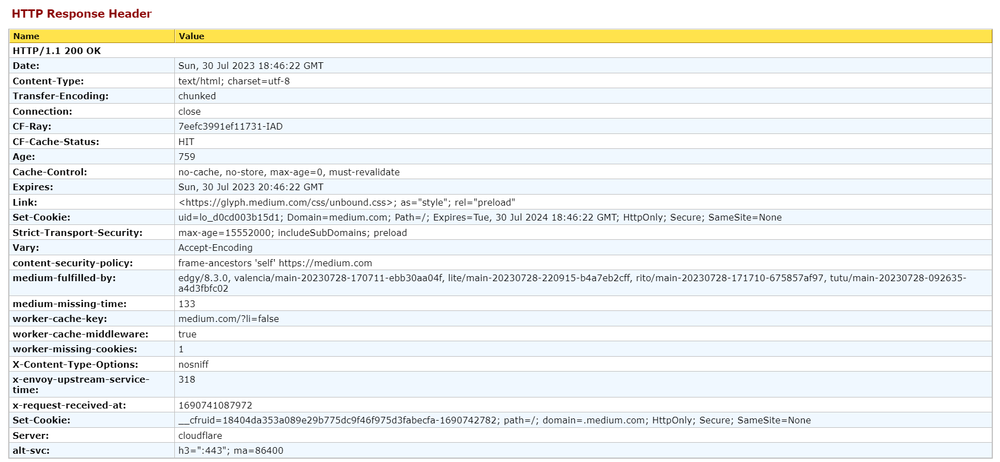 HTTP Response Header
Name Value
HTTP/1.1 200 OK
Date: Sun, 30 Jul 2023 18:46:22 GMT
Content-Type: text/html; charset=utf-8
Transfer-Encoding: chunked
Connection: close
CF-Ray: 7eefc3991ef11731-IAD
CF-Cache-Status: HIT
Age: 759
Cache-Control: no-cache, no-store, max-age=0, must-revalidate
Expires: Sun, 30 Jul 2023 20:46:22 GMT
Link: <https://glyph.medium.com/css/unbound.css>; as="style"; rel="preload"
Set-Cookie: uid=lo_d0cd003b15d1; Domain=medium.com; Path=/; Expires=Tue, 30 Jul 2024 18:46:22 GMT; HttpOnly; Secure; SameSite=None
Strict-Transport-Security: max-age=15552000; includeSubDomains; preload
Vary: Accept-Encoding
content-security-policy: frame-ancestors 'self' https://medium.com
medium-fulfilled-by: edgy/8.3.0, valencia/main-20230728-170711-ebb30aa04f, lite/main-20230728-220915-b4a7eb2cff, rito/main-20230728-171710-675857af97, tutu/main-20230728-092635-
a4d3fbfc02
medium-missing-time: 133
worker-cache-key: medium.com/?li=false
worker-cache-middleware: true
worker-missing-cookies: 1
X-Content-Type-Options: nosniff
x-envoy-upstream-service- 318
time:
x-request-received-at: 1690741087972
Set-Cookie: __cfruid=18404da353a089e29b775dc9f46f975d3fabecfa-1690742782; path=/; domain=.medium.com; HttpOnly; Secure; SameSite=None
Server: cloudflare
alt-svc: h3=":443"; ma=86400